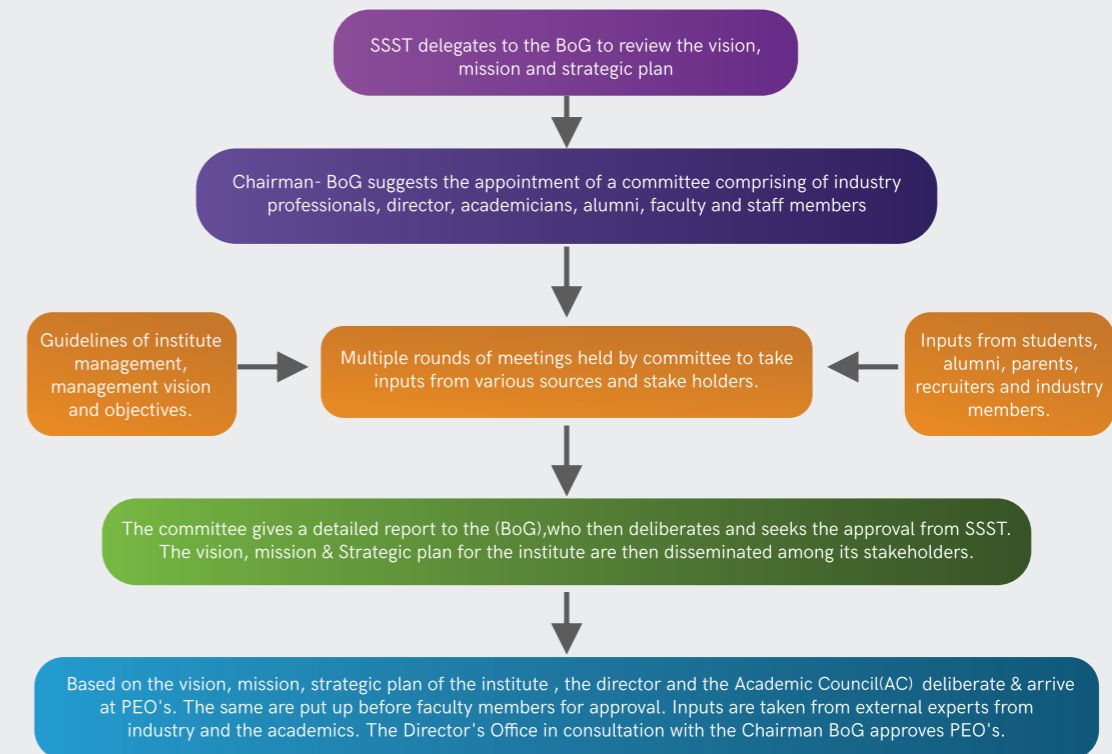 SSST delegates to the BoG to review the vision,
mission and strategic plan
Chairman- BoG suggests the appointment of a committee comprising of industry
professionals, director, academicians, alumni, faculty and staff members
Guidelines of institute
management,
management vision
and objectives.
Multiple rounds of meetings held by committee to take
inputs from various sources and stake holders.
Inputs from students,
alumni, parents,
recruiters and industry
members.
The committee gives a detailed report to the (BoG),who then deliberates and seeks the approval from SSST.
The vision, mission & Strategic plan for the institute are then disseminated among its stakeholders.
Based on the vision, mission, strategic plan of the institute , the director and the Academic Council(AC) deliberate & arrive
at PEO's. The same are put up before faculty members for approval. Inputs are taken from external experts from
industry and the academics. The Director's Office in consultation with the Chairman BoG approves PEO's.